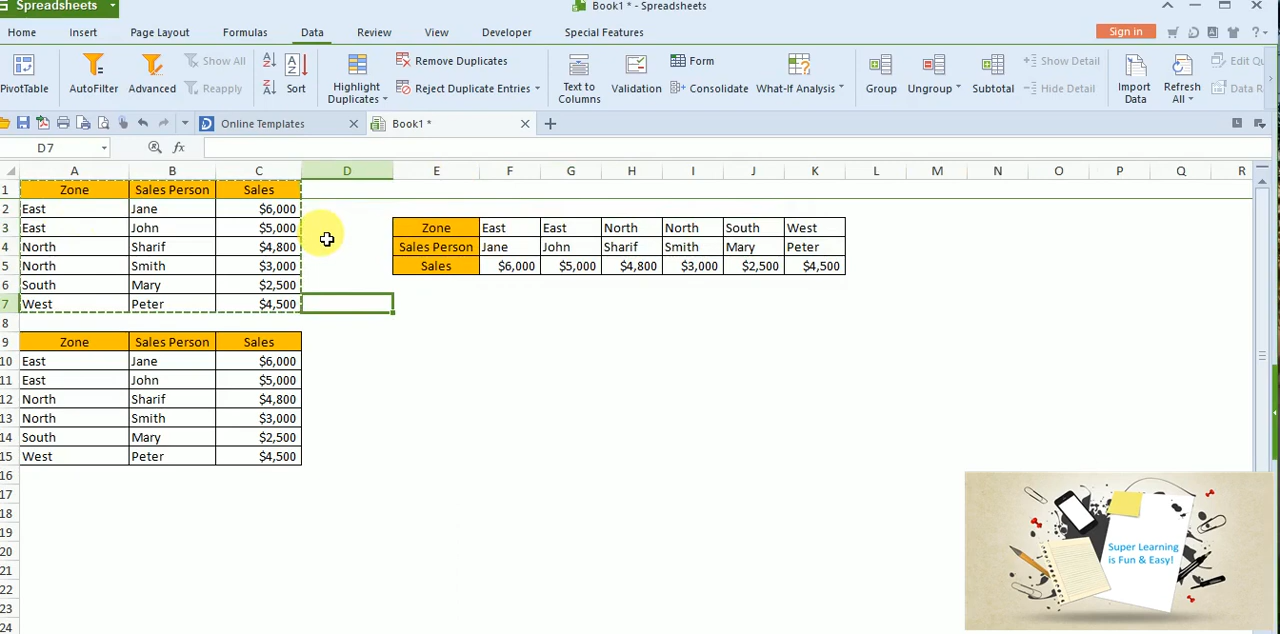 Spreadsheets
Book1 * - Spreadsheets
Home Insert Page Layout Formulas Data Review View Developer Special Features Sign in
PivotTable AutoFilter Advanced Show All Reapply Sort Highlight Duplicates Remove Duplicates Reject Duplicate Entries Text to Columns Validation Form Consolidate What-If Analysis Group Ungroup Subtotal Show Detail Hide Detail Import Data Refresh All Edit Qu Data R
Online Templates Book1 *
D7 fx
A B C D E F G H I J K L M N O P Q R
1 Zone Sales Person Sales
2 East Jane $6,000
3 East John $5,000 Zone East East North North South West
4 North Sharif $4,800 Sales Person Jane John Sharif Smith Mary Peter
5 North Smith $3,000 Sales $6,000 $5,000 $4,800 $3,000 $2,500 $4,500
6 South Mary $2,500
7 West Peter $4,500
8
9 Zone Sales Person Sales
10 East Jane $6,000
11 East John $5,000
12 North Sharif $4,800
13 North Smith $3,000
14 South Mary $2,500
15 West Peter $4,500
16
17
18
19
20
21
22
23
24
Super Learning
is Fun & Easy!